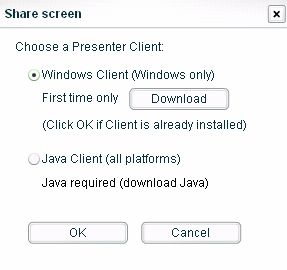 Share screen
Choose a Presenter Client:
Windows Client (Windows only)
First time only Download
(Click OK if Client is already installed)
Java Client (all platforms)
Java required (download Java)
OK Cancel